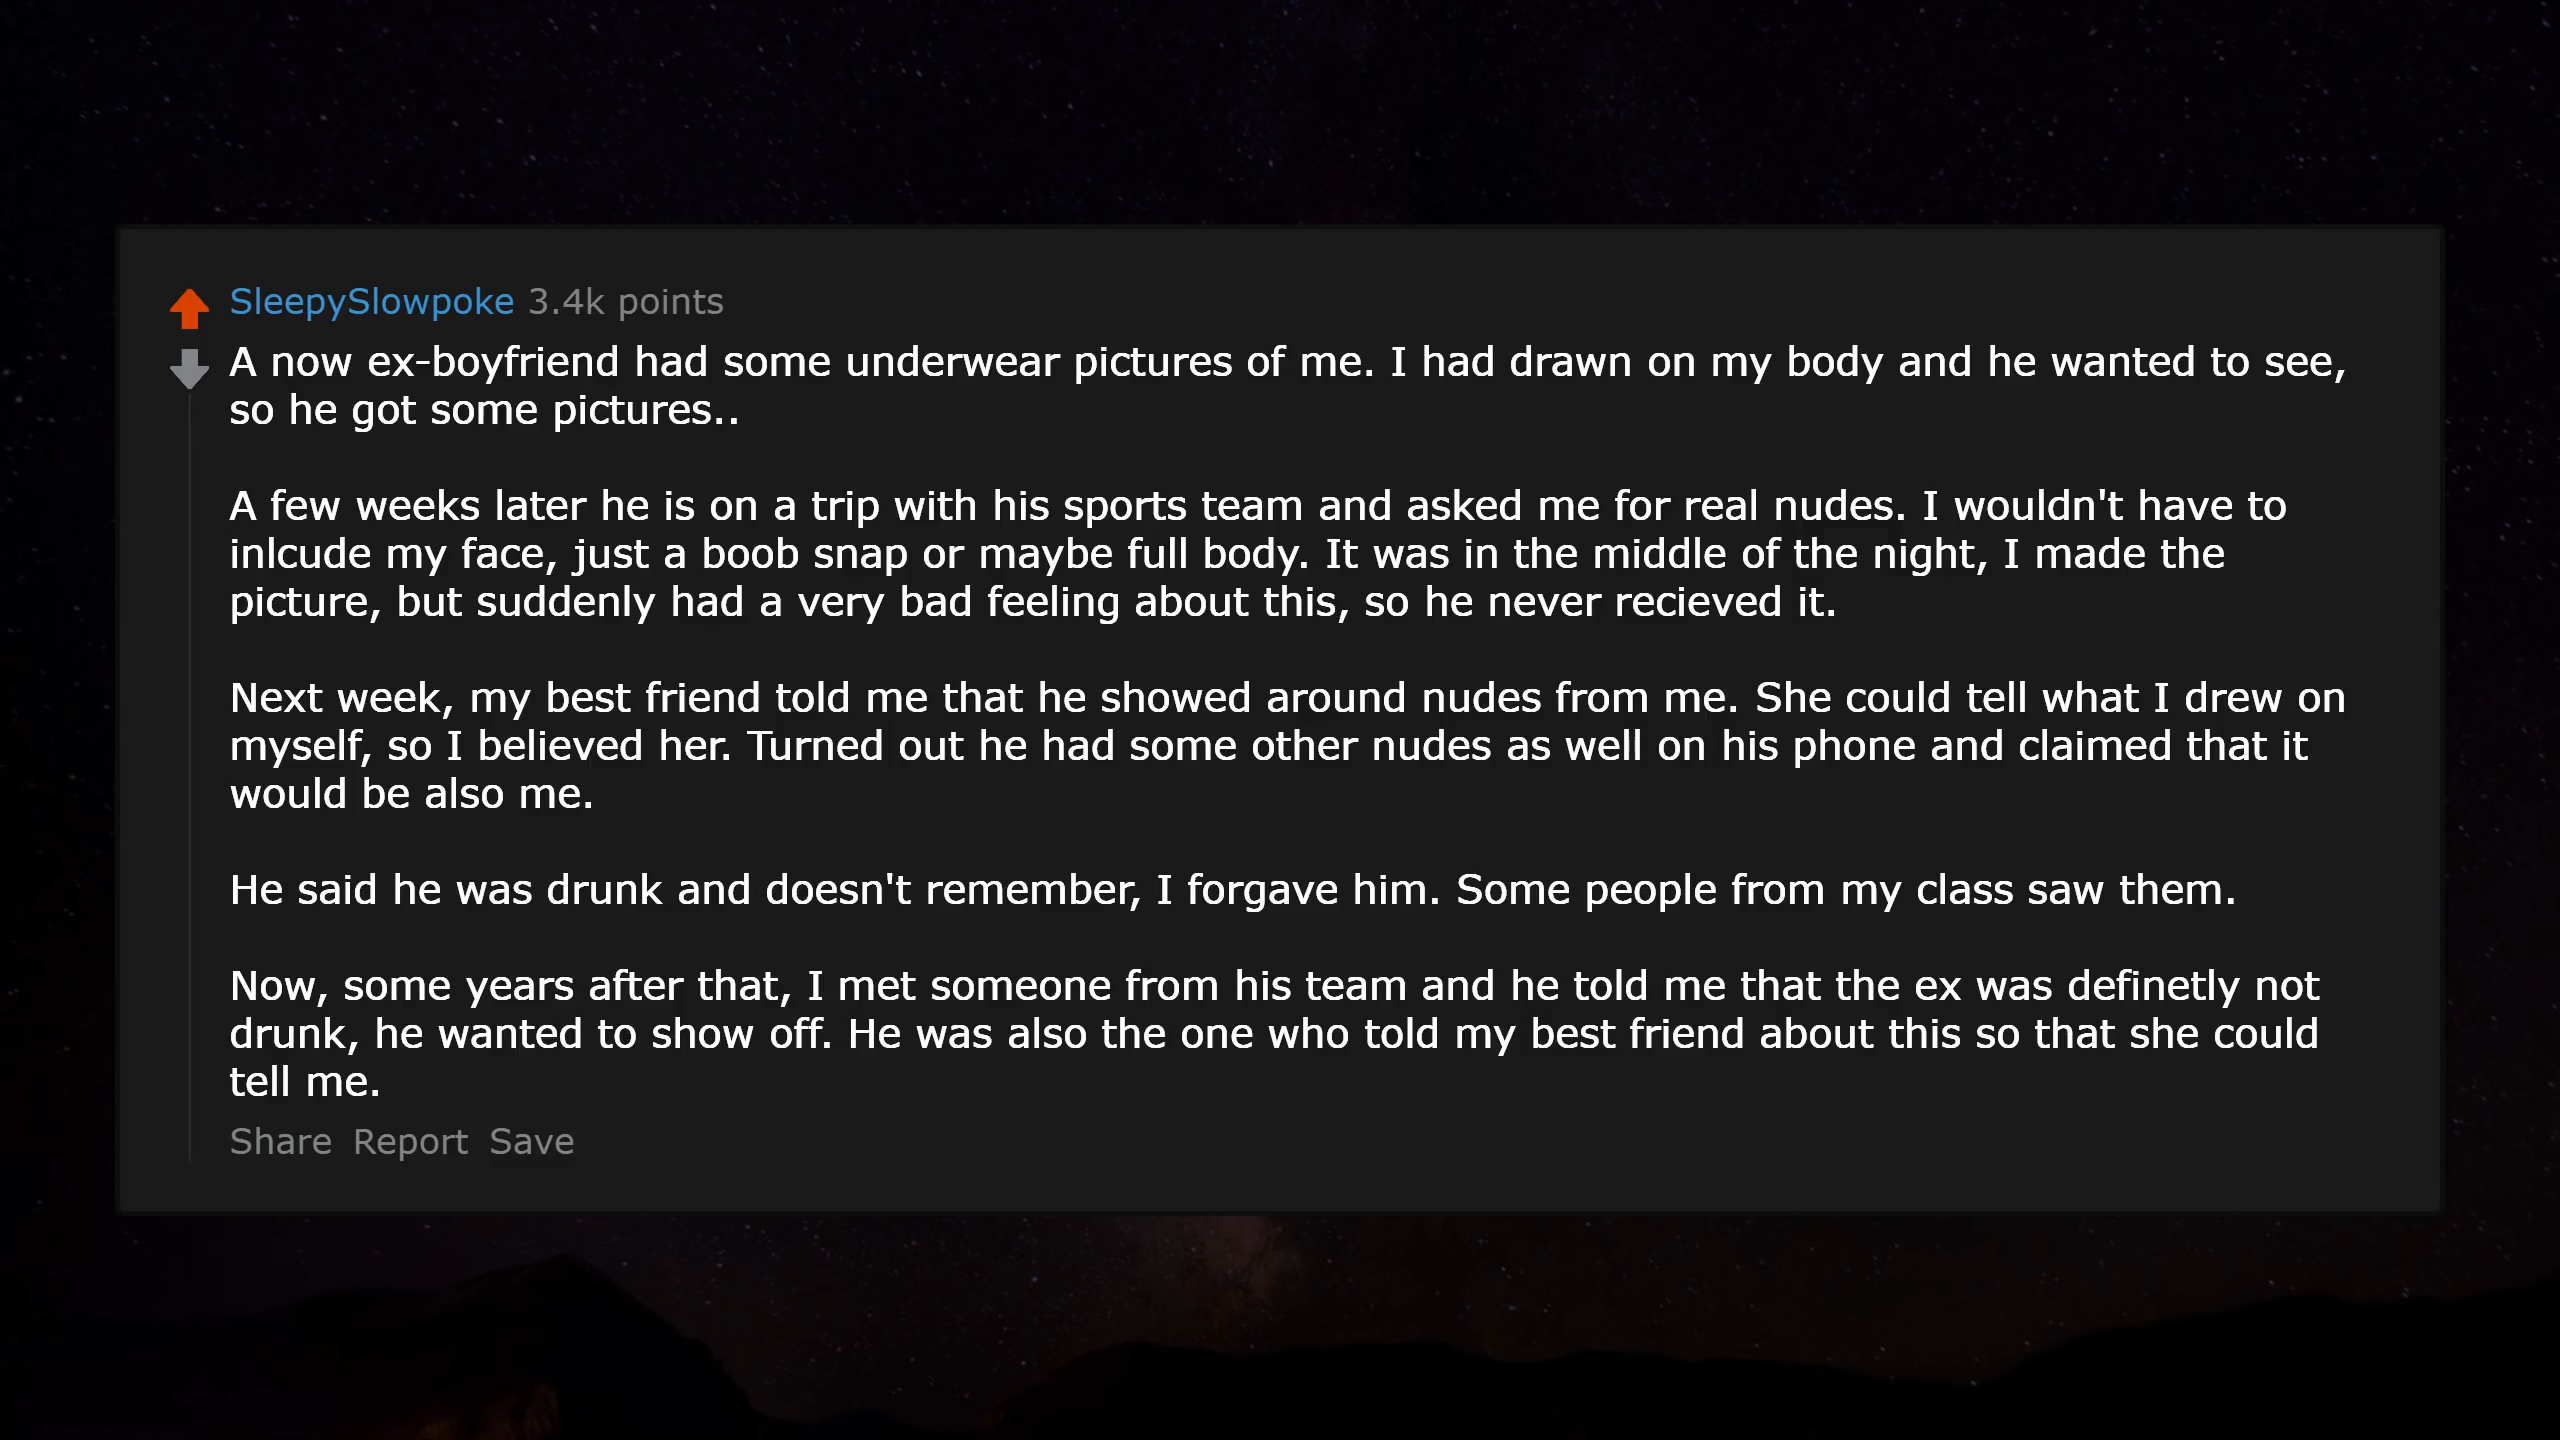 SleepySlowpoke 3.4k points
A now ex-boyfriend had some underwear pictures of me. I had drawn on my body and he wanted to see,
so he got some pictures..
A few weeks later he is on a trip with his sports team and asked me for real nudes. I wouldn't have to
inlcude my face, just a boob snap or maybe full body. It was in the middle of the night, I made the
picture, but suddenly had a very bad feeling about this, so he never recieved it.
Next week, my best friend told me that he showed around nudes from me. She could tell what I drew on
myself, so I believed her. Turned out he had some other nudes as well on his phone and claimed that it
would be also me.
He said he was drunk and doesn't remember, I forgave him. Some people from my class saw them.
Now, some years after that, I met someone from his team and he told me that the ex was definetly not
drunk, he wanted to show off. He was also the one who told my best friend about this so that she could
tell me.
Share Report Save